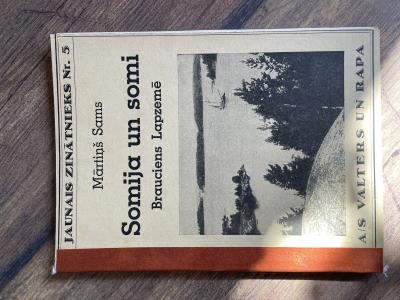 JAUNAIS ZINĀTNIEKS Nr. 5
Mārtiņš Sams
Somija un somi
Brauciens Lapzemē
A/S VALTERS UN RAPA